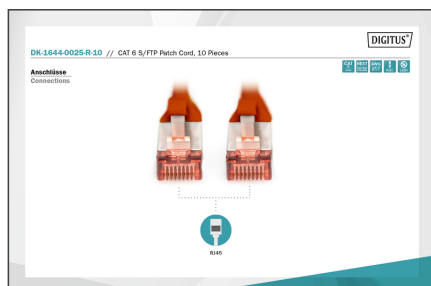 DIGITUS®
DK-1644-0025-R-10 // CAT 6 S/FTP Patch Cord, 10 Pieces
Anschlüsse
Connections
RJ45